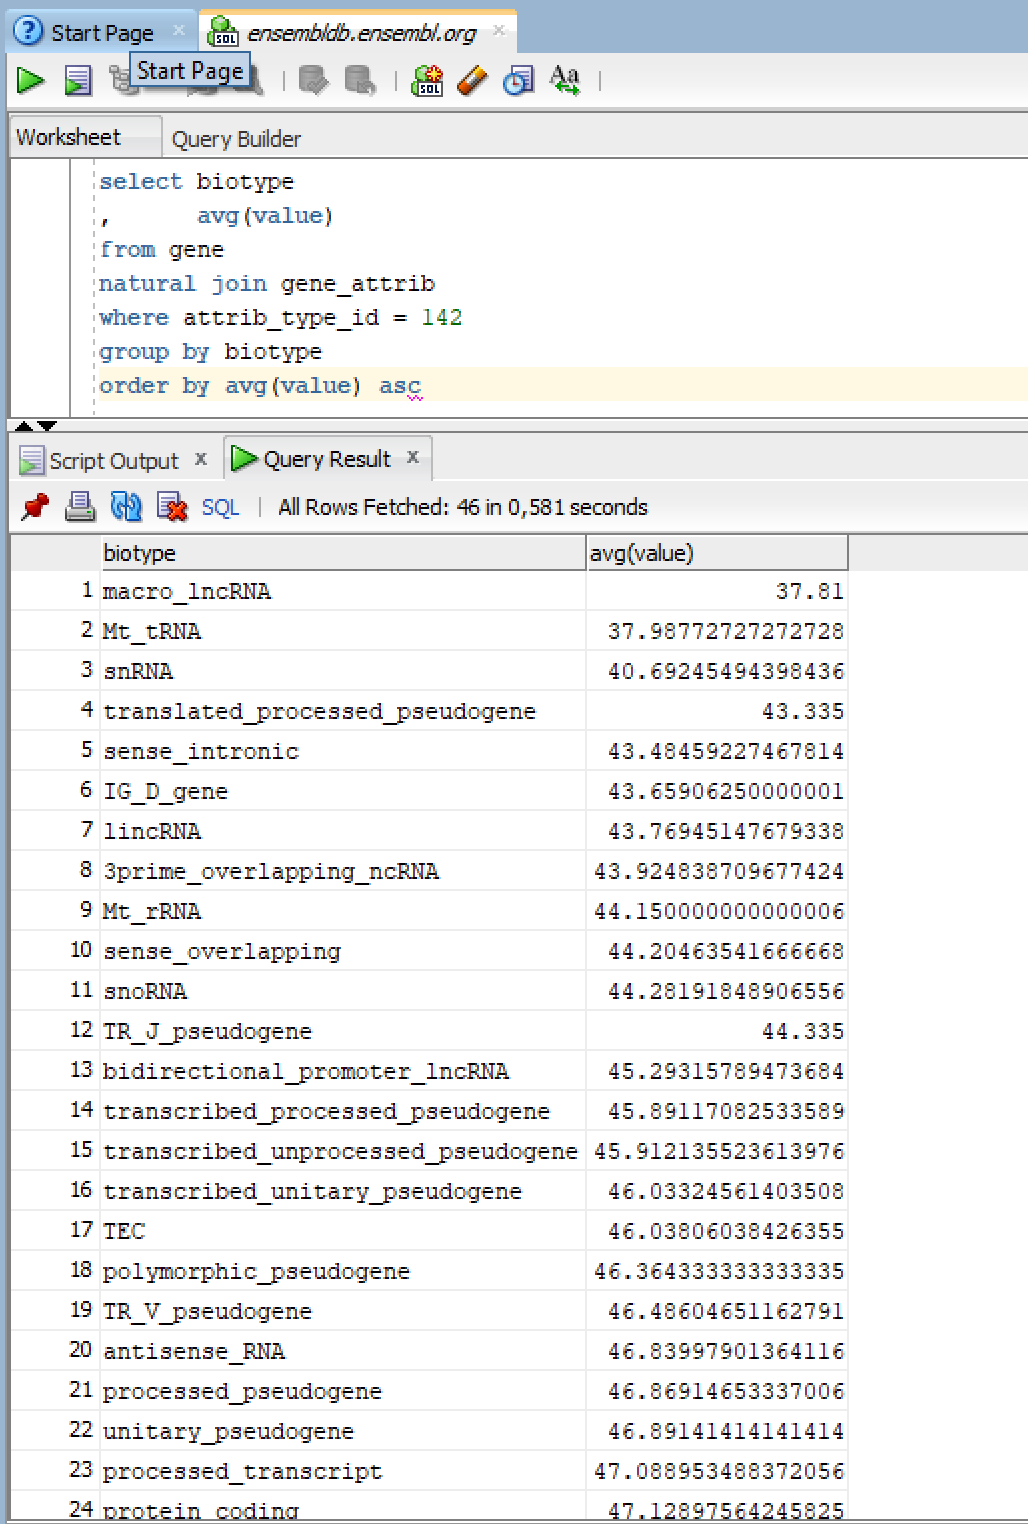 Start Page × ensembldb.ensembl.org ×
Start Page
Worksheet Query Builder
select biotype
,      avg(value)
from gene
natural join gene_attrib
where attrib_type_id = 142
group by biotype
order by avg(value) asc
Script Output × Query Result ×
SQL | All Rows Fetched: 46 in 0,581 seconds
biotype avg(value)
1 macro_lncRNA 37.81
2 Mt_tRNA 37.98772727272728
3 snRNA 40.69245494398436
4 translated_processed_pseudogene 43.335
5 sense_intronic 43.48459227467814
6 IG_D_gene 43.65906250000001
7 lincRNA 43.76945147679338
8 3prime_overlapping_ncRNA 43.924838709677424
9 Mt_rRNA 44.150000000000006
10 sense_overlapping 44.20463541666668
11 snoRNA 44.28191848906556
12 TR_J_pseudogene 44.335
13 bidirectional_promoter_lncRNA 45.29315789473684
14 transcribed_processed_pseudogene 45.89117082533589
15 transcribed_unprocessed_pseudogene 45.912135523613976
16 transcribed_unitary_pseudogene 46.03324561403508
17 TEC 46.03806038426355
18 polymorphic_pseudogene 46.364333333333335
19 TR_V_pseudogene 46.48604651162791
20 antisense_RNA 46.83997901364116
21 processed_pseudogene 46.86914653337006
22 unitary_pseudogene 46.89141414141414
23 processed_transcript 47.088953488372056
24 protein_coding 47.12897564245825